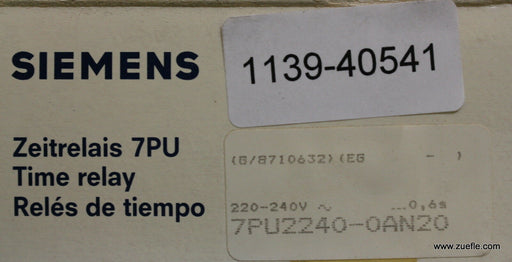 SIEMENS
1139-40541
Zeitrelais 7PU
Time relay
Relés de tiempo
(G/8710632)(EG - )
220-240V ~ ...0,6s
7PU2240-0AN20
www.zuefle.com